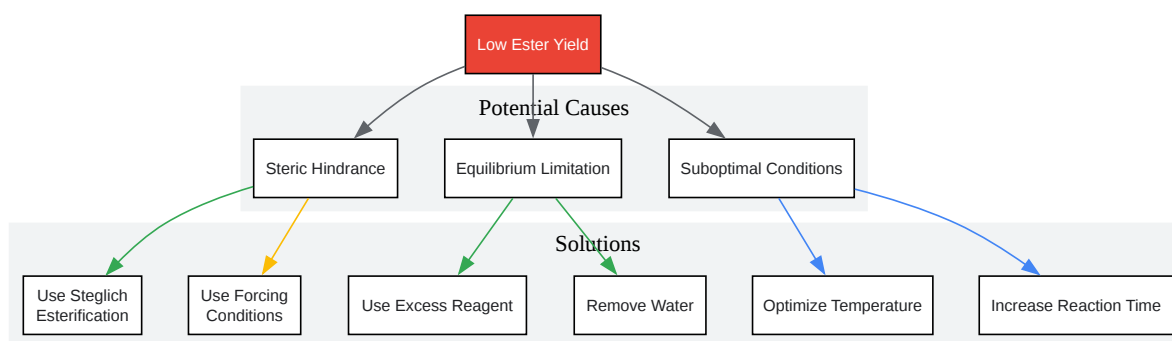 Low Ester Yield
Potential Causes
Steric Hindrance
Equilibrium Limitation
Suboptimal Conditions
Solutions
Use Steglich
Esterification
Use Forcing
Conditions
Use Excess Reagent
Remove Water
Optimize Temperature
Increase Reaction Time